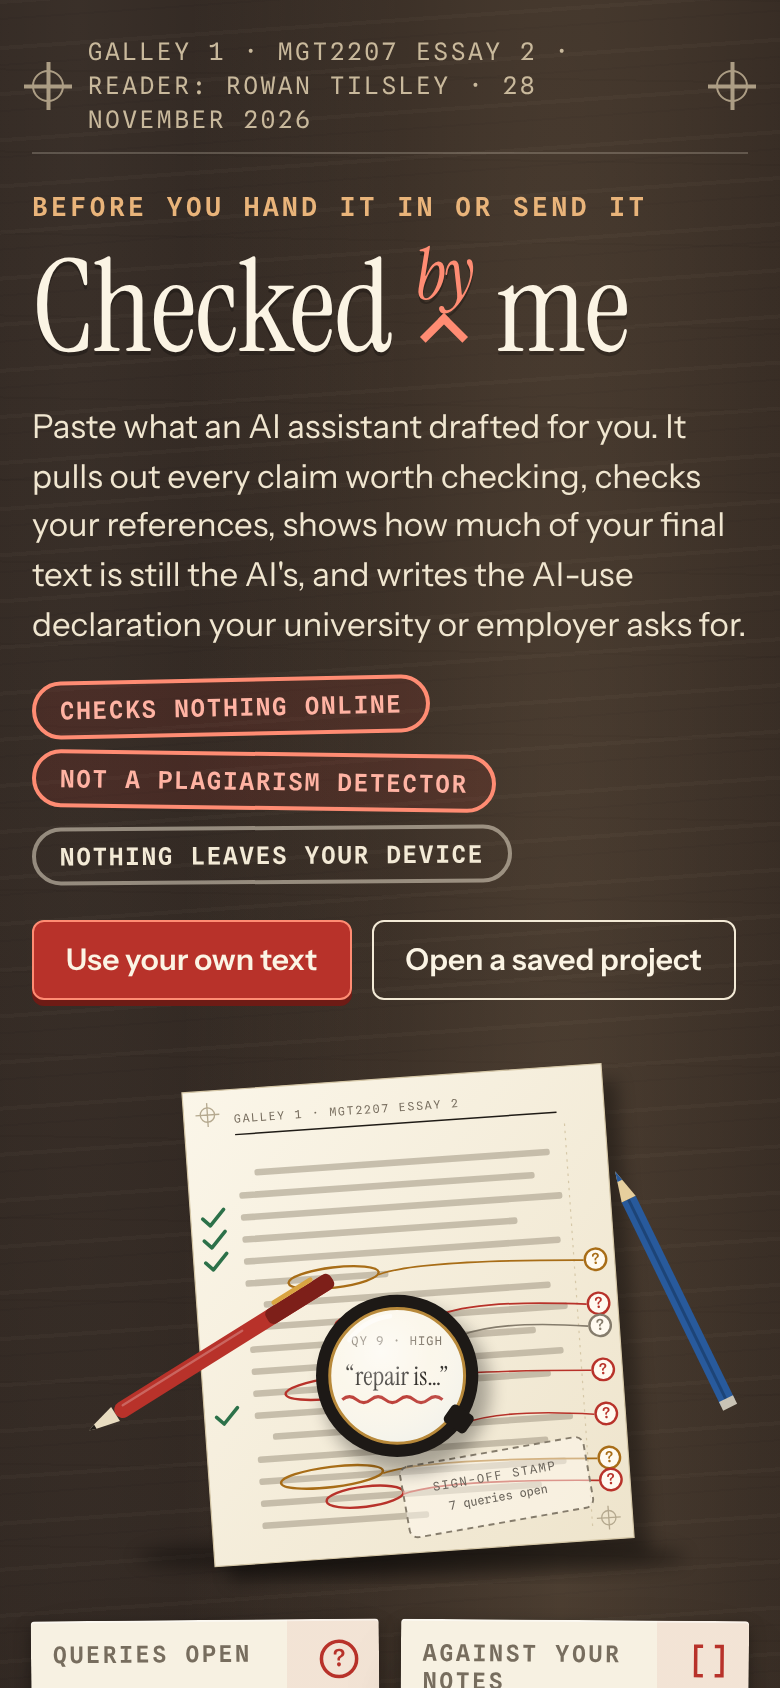 GALLEY 1 · MGT2207 ESSAY 2 ·
READER: ROWAN TILSLEY · 28
NOVEMBER 2026
BEFORE YOU HAND IT IN OR SEND IT
Checked by me
Paste what an AI assistant drafted for you. It
pulls out every claim worth checking, checks
your references, shows how much of your final
text is still the AI's, and writes the AI-use
declaration your university or employer asks for.
CHECKS NOTHING ONLINE
NOT A PLAGIARISM DETECTOR
NOTHING LEAVES YOUR DEVICE
Use your own text
Open a saved project
GALLEY 1 · MGT2207 ESSAY 2
?
?
?
QY 9 · HIGH
“repair is…”
?
?
?
SIGN-OFF STAMP
?
7 queries open
QUERIES OPEN
?
AGAINST YOUR
NOTES
[]